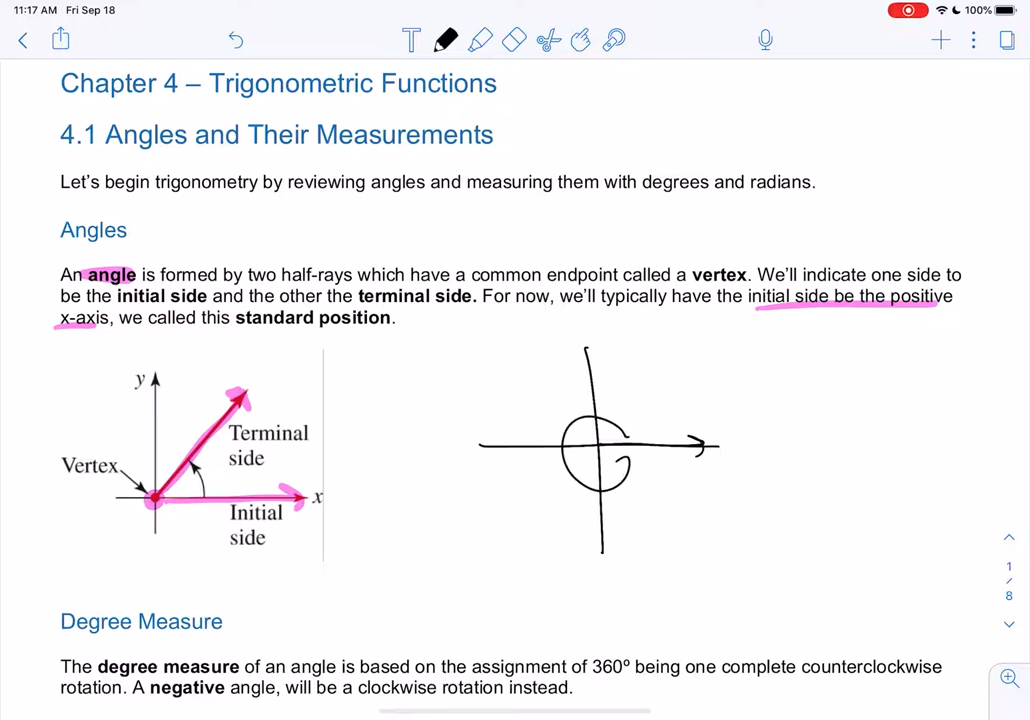 11:17 AM Fri Sep 18
100%
Chapter 4 – Trigonometric Functions
4.1 Angles and Their Measurements
Let's begin trigonometry by reviewing angles and measuring them with degrees and radians.
Angles
An angle is formed by two half-rays which have a common endpoint called a vertex. We'll indicate one side to
be the initial side and the other the terminal side. For now, we'll typically have the initial side be the positive
x-axis, we called this standard position.
y
Terminal
side
Vertex
x
Initial
side
1
/
8
Degree Measure
The degree measure of an angle is based on the assignment of 360º being one complete counterclockwise
rotation. A negative angle, will be a clockwise rotation instead.